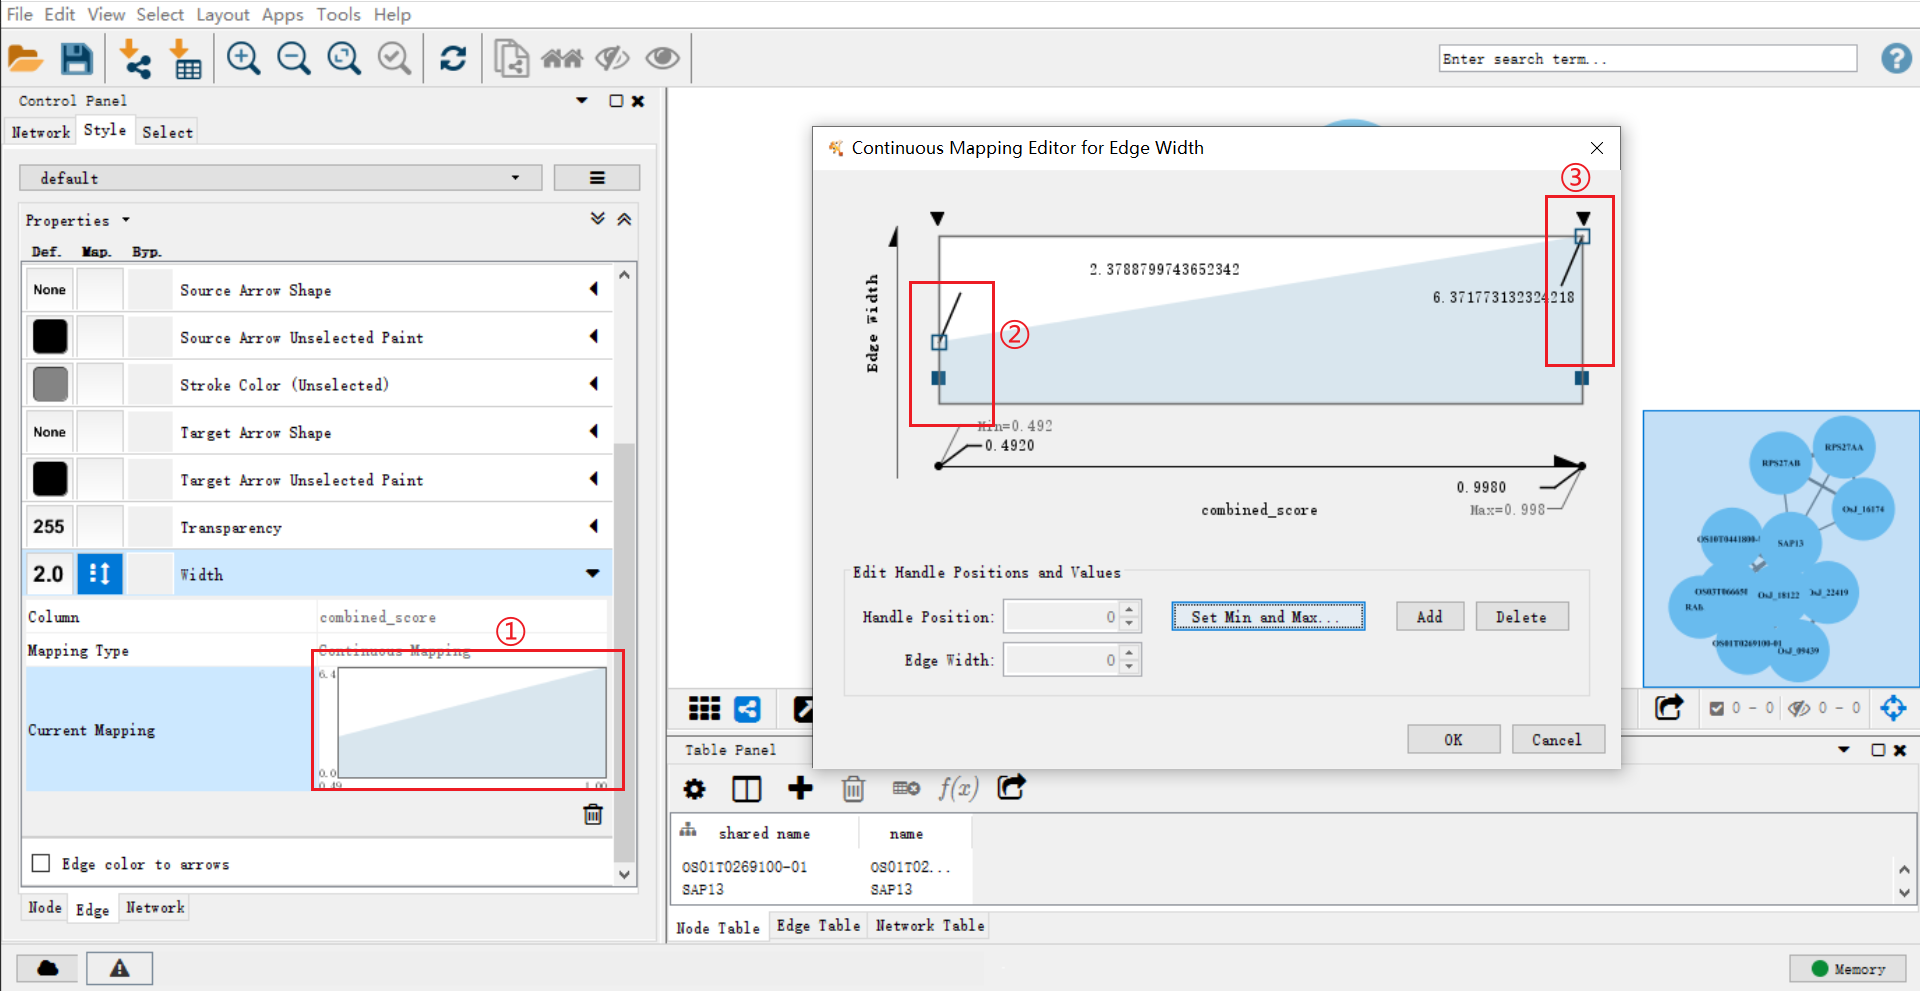 File Edit View Select Layout Apps Tools Help
Enter search term...
Control Panel
Network Style Select
default
Properties
Def. Map. Byp.
None Source Arrow Shape
Source Arrow Unselected Paint
Stroke Color (Unselected)
None Target Arrow Shape
Target Arrow Unselected Paint
255 Transparency
2.0 Width
Column combined_score
①
Mapping Type Continuous Mapping
6.4
Current Mapping
0.0
0.49 1.00
Edge color to arrows
Node Edge Network
Continuous Mapping Editor for Edge Width
③
2.3788799743652342
6.371773132324218
②
Edge Width
Min=0.492
0.4920
0.9980
Max=0.998
combined_score
Edit Handle Positions and Values
Handle Position: 0 Set Min and Max... Add Delete
Edge Width: 0
OK Cancel
RPS27AA
RPS27AB
OsJ_16174
SAP13
OsJ_18122
OsJ_09439
OS01T0269100-01
0 - 0 0 - 0
Table Panel
f(x)
shared name name
OS01T0269100-01 OS01T02...
SAP13 SAP13
Node Table Edge Table Network Table
Memory